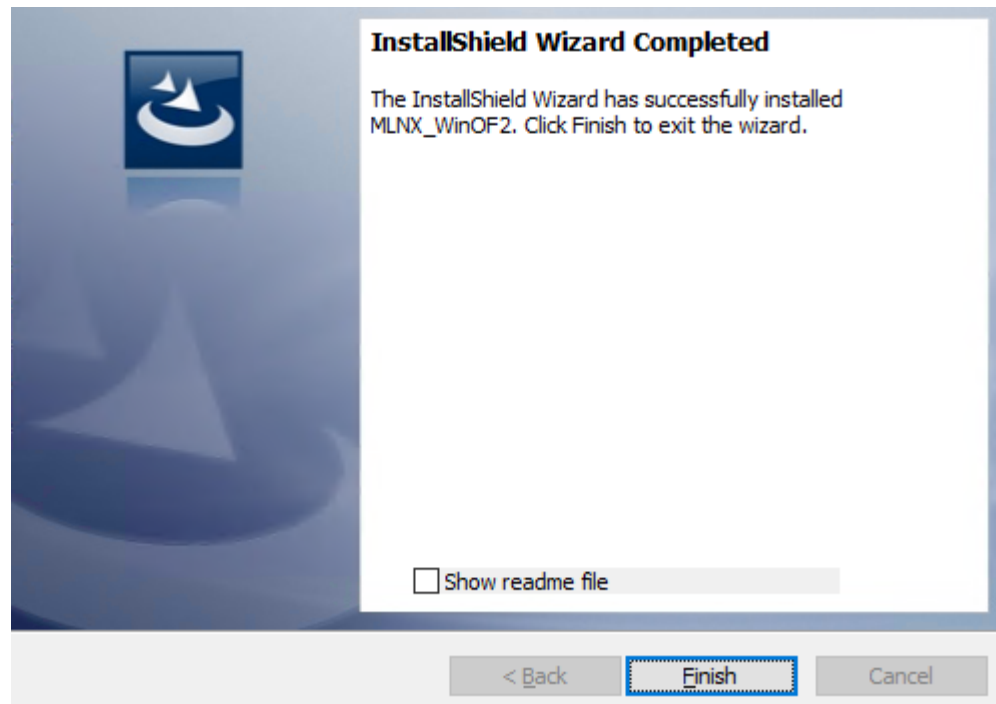 InstallShield Wizard Completed
The InstallShield Wizard has successfully installed
MLNX_WinOF2. Click Finish to exit the wizard.
Show readme file
< Back
Finish
Cancel